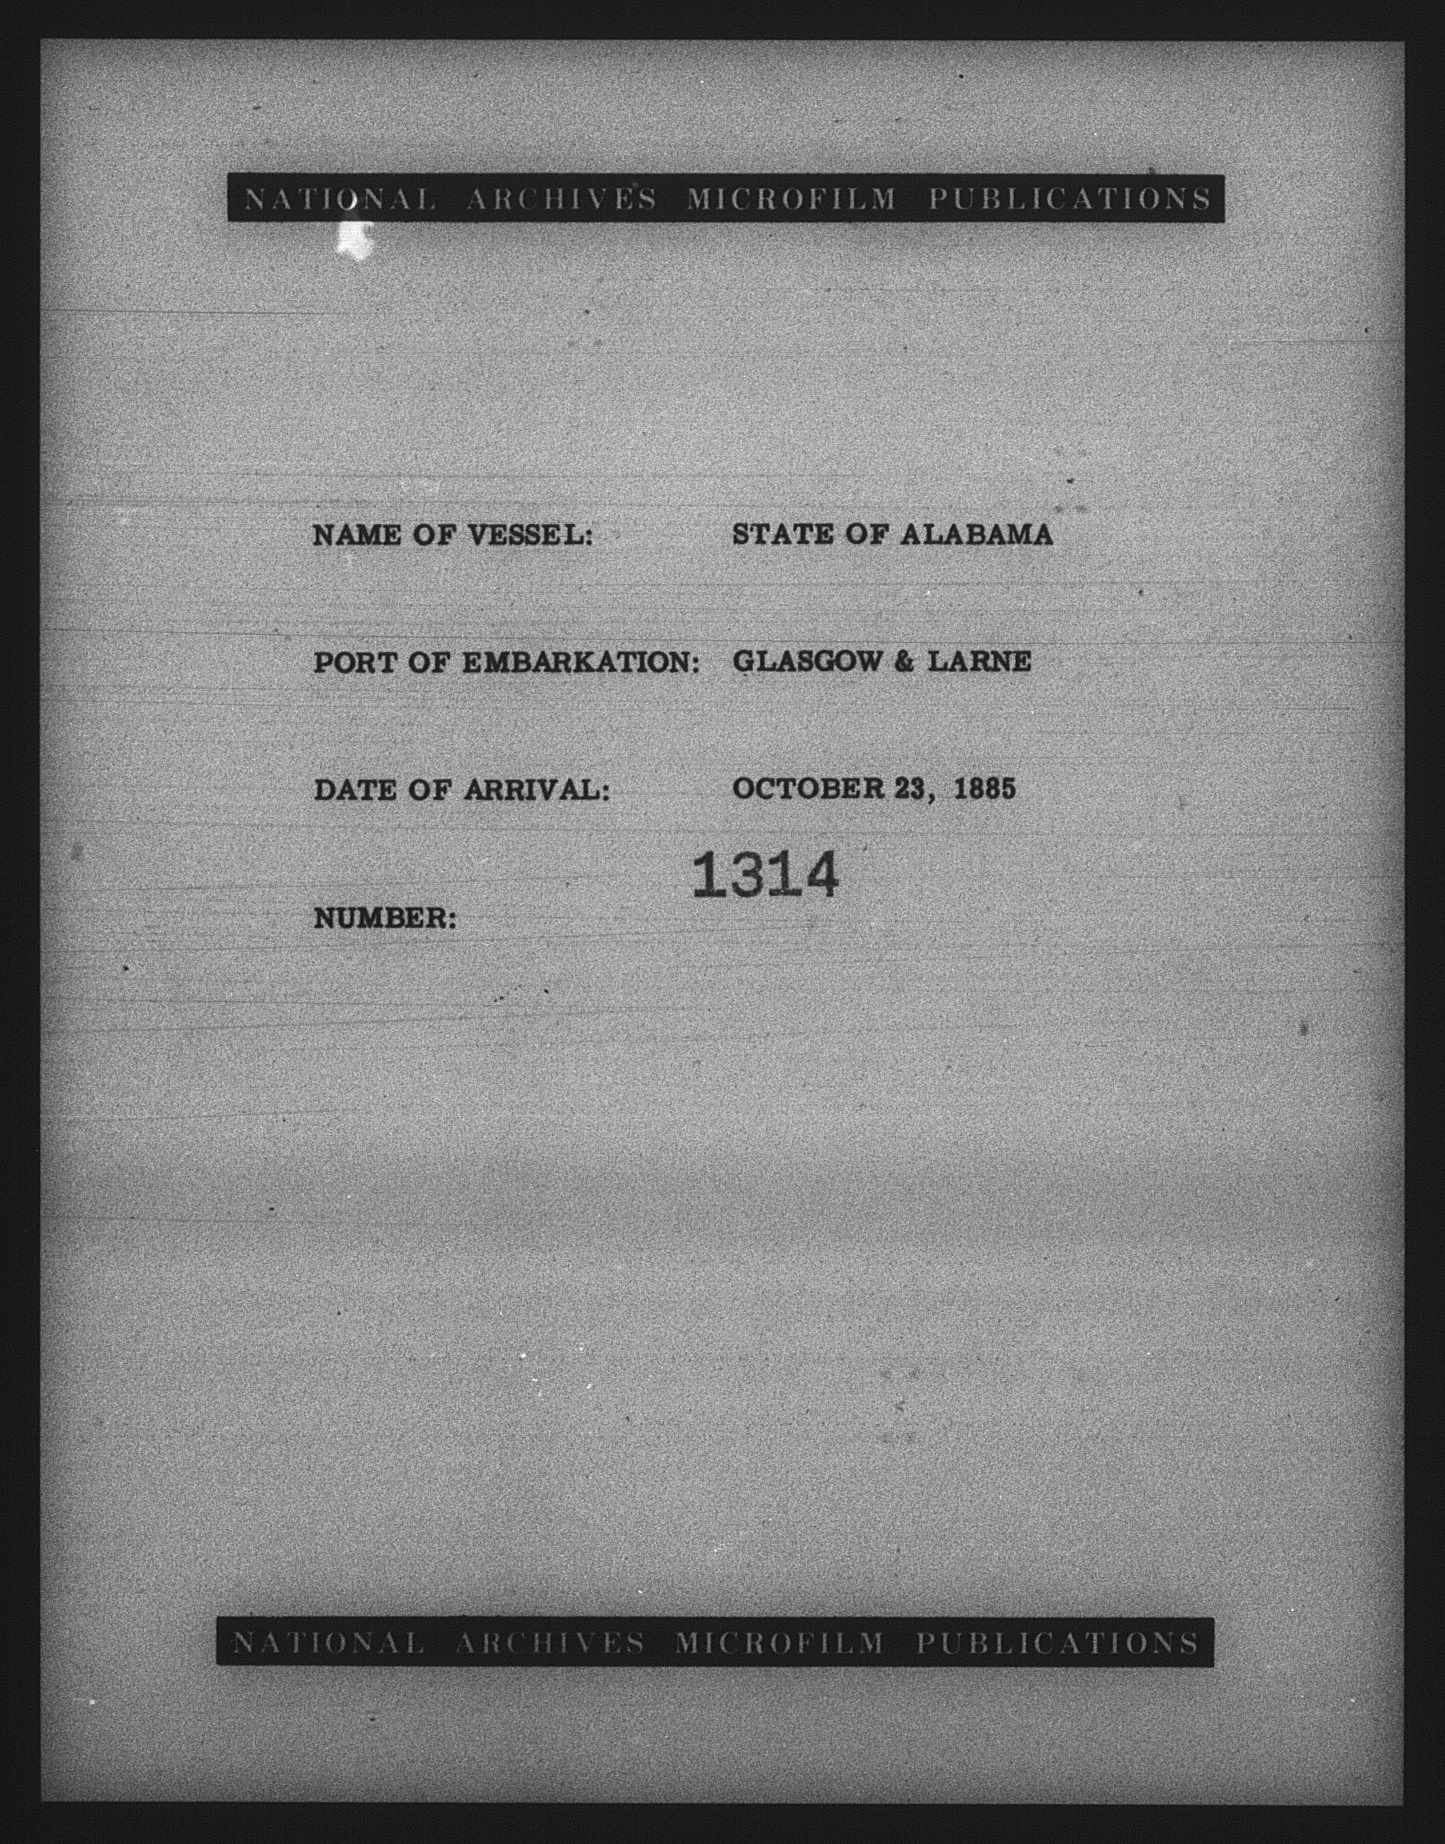 NATIONAL ARCHIVES MICROFILM PUBLICATIONS
NAME OF VESSEL: STATE OF ALABAMA
PORT OF EMBARKATION: GLASGOW & LARNE
DATE OF ARRIVAL: OCTOBER 23, 1885
1314
NUMBER:
NATIONAL ARCHIVES MICROFILM PUBLICATIONS